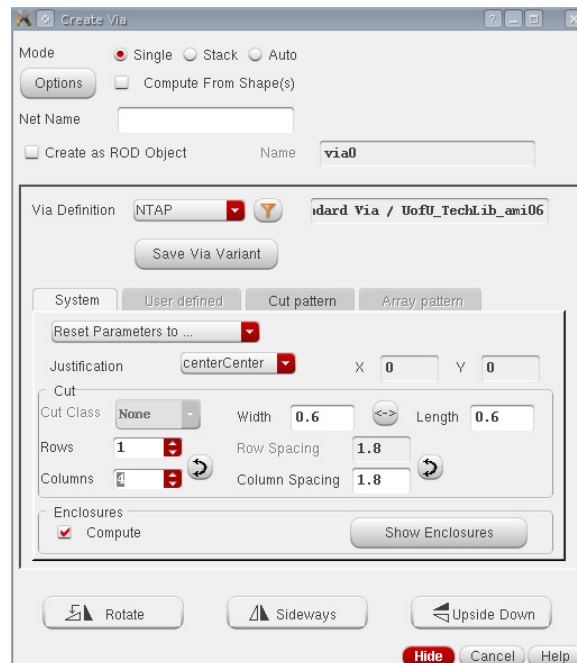 Create Via
Mode Single Stack Auto
Options Compute From Shape(s)
Net Name
Create as ROD Object Name via0
Via Definition NTAP dard Via / UofU_TechLib_ami06
Save Via Variant
System User defined Cut pattern Array pattern
Reset Parameters to ...
Justification centerCenter X 0 Y 0
Cut
Cut Class None Width 0.6 <-> Length 0.6
Rows 1 Row Spacing 1.8
Columns 4 Column Spacing 1.8
Enclosures
Compute Show Enclosures
Rotate Sideways Upside Down
Hide Cancel Help